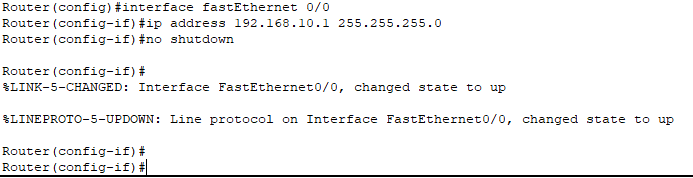 Router(config)#interface fastEthernet 0/0
Router(config-if)#ip address 192.168.10.1 255.255.255.0
Router(config-if)#no shutdown
Router(config-if)#
%LINK-5-CHANGED: Interface FastEthernet0/0, changed state to up
%LINEPROTO-5-UPDOWN: Line protocol on Interface FastEthernet0/0, changed state to up
Router(config-if)#
Router(config-if)#